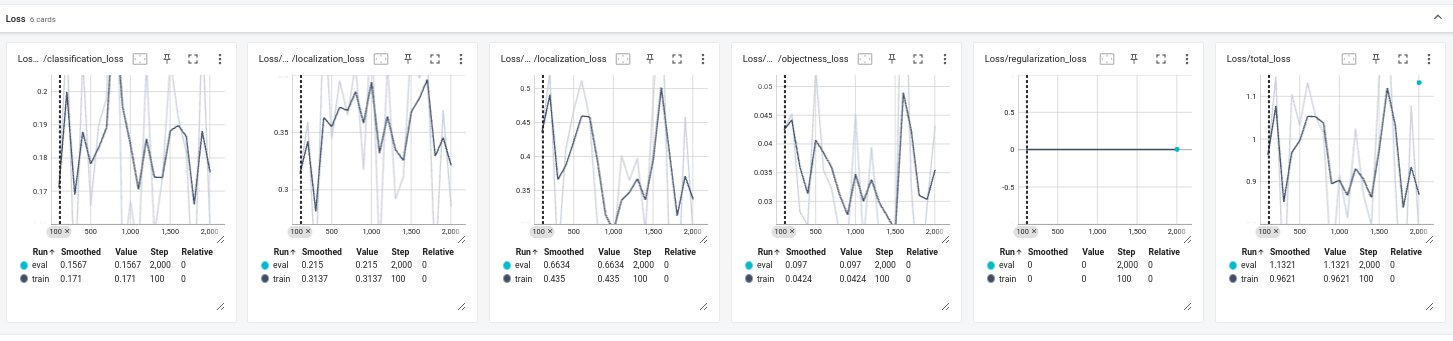 Loss 6 cards
Los... /classification_loss
0.2
0.19
0.18
0.17
100 × 500 1,000 1,500 2,000
Run↑ Smoothed Value Step Relative
eval 0.1567 0.1567 2,000 0
train 0.171 0.171 100 0
Loss/... /localization_loss
0.35
0.3
100 × 500 1,000 1,500 2,000
Run↑ Smoothed Value Step Relative
eval 0.215 0.215 2,000 0
train 0.3137 0.3137 100 0
Loss/... /localization_loss
0.5
0.45
0.4
0.35
100 × 500 1,000 1,500 2,000
Run↑ Smoothed Value Step Relative
eval 0.6634 0.6634 2,000 0
train 0.435 0.435 100 0
Loss/... /objectness_loss
0.05
0.045
0.04
0.035
0.03
100 × 500 1,000 1,500 2,000
Run↑ Smoothed Value Step Relative
eval 0.097 0.097 2,000 0
train 0.0424 0.0424 100 0
Loss/regularization_loss
0.5
0
-0.5
100 × 500 1,000 1,500 2,000
Run↑ Smoothed Value Step Relative
eval 0 0 2,000 0
train 0 0 100 0
Loss/total_loss
1.1
1
0.9
100 × 500 1,000 1,500 2,000
Run↑ Smoothed Value Step Relative
eval 1.1321 1.1321 2,000 0
train 0.9621 0.9621 100 0